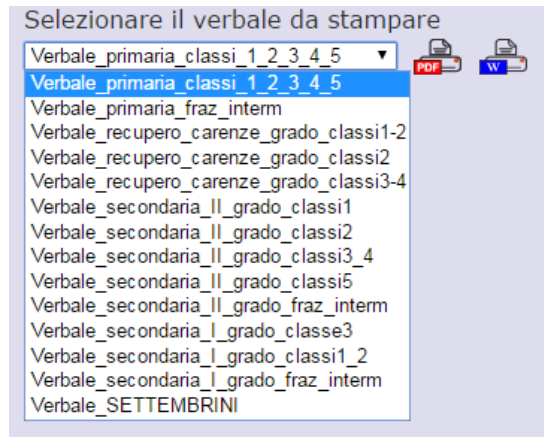 Selezionare il verbale da stampare
Verbale_primaria_classi_1_2_3_4_5 ▼ PDF W
Verbale_primaria_classi_1_2_3_4_5
Verbale_primaria_fraz_interm
Verbale_recupero_carenze_grado_classi1-2
Verbale_recupero_carenze_grado_classi2
Verbale_recupero_carenze_grado_classi3-4
Verbale_secondaria_II_grado_classi1
Verbale_secondaria_II_grado_classi2
Verbale_secondaria_II_grado_classi3_4
Verbale_secondaria_II_grado_classi5
Verbale_secondaria_II_grado_fraz_interm
Verbale_secondaria_I_grado_classe3
Verbale_secondaria_I_grado_classi1_2
Verbale_secondaria_I_grado_fraz_interm
Verbale_SETTEMBRINI